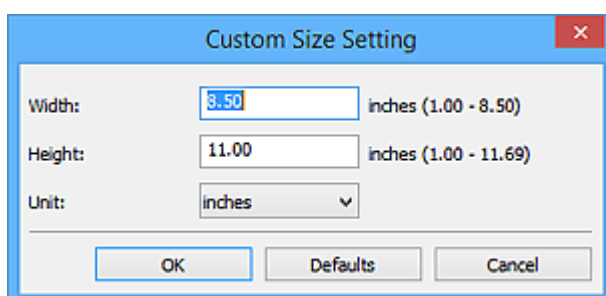 Custom Size Setting
Width: 8.50 inches (1.00 - 8.50)
Height: 11.00 inches (1.00 - 11.69)
Unit: inches
OK Defaults Cancel